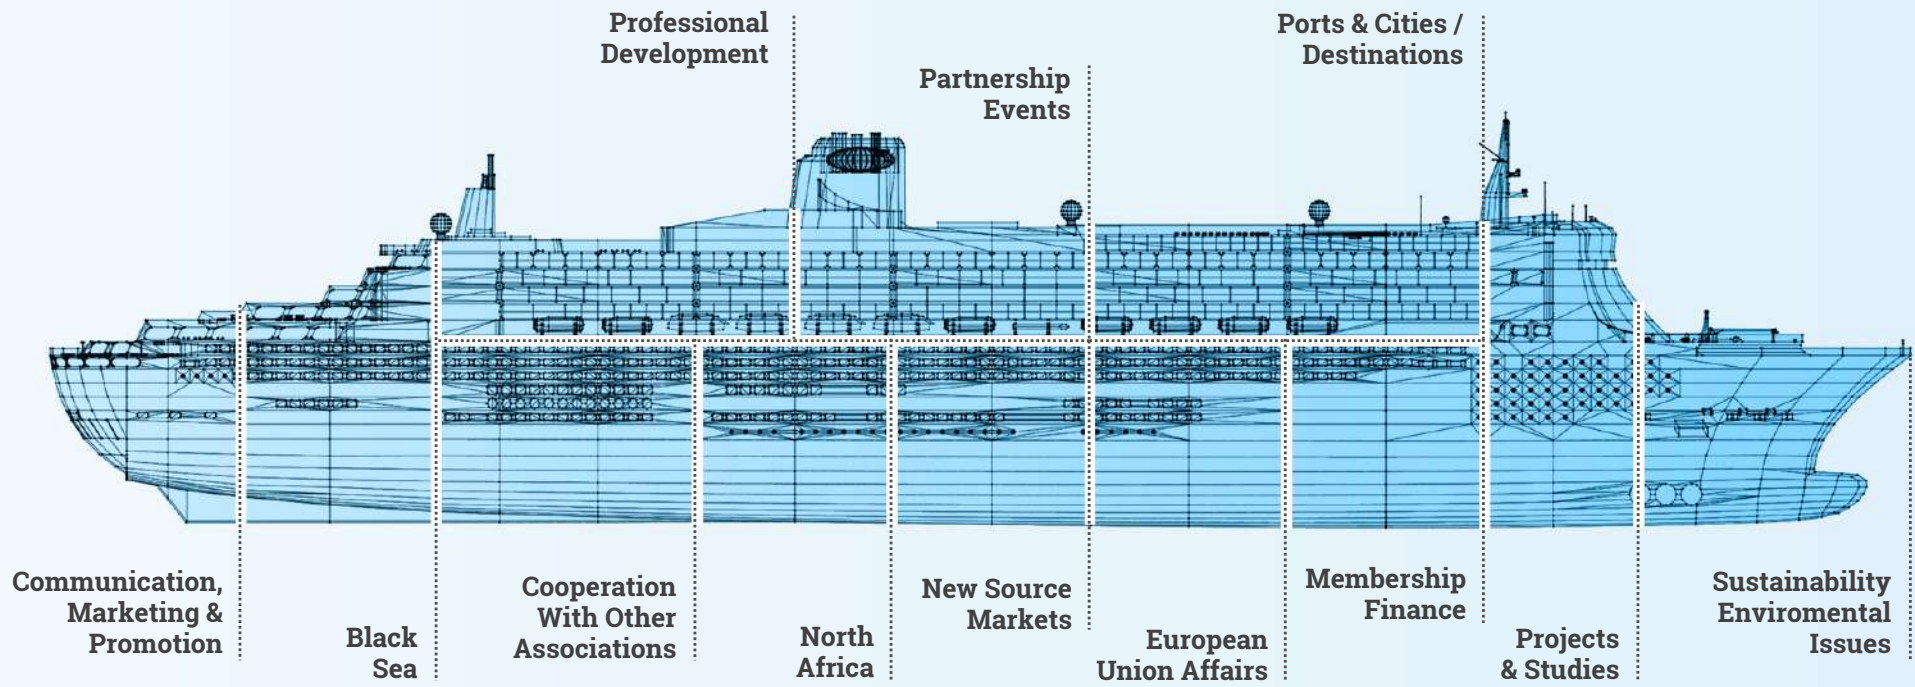 Professional
Development
Partnership
Events
Ports & Cities /
Destinations
Communication,
Marketing &
Promotion
Black
Sea
Cooperation
With Other
Associations
North
Africa
New Source
Markets
European
Union Affairs
Membership
Finance
Projects
& Studies
Sustainability
Enviromental
Issues